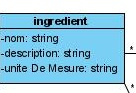 ingredient
-nom: string
-description: string
-unite De Mesure: string
*
*